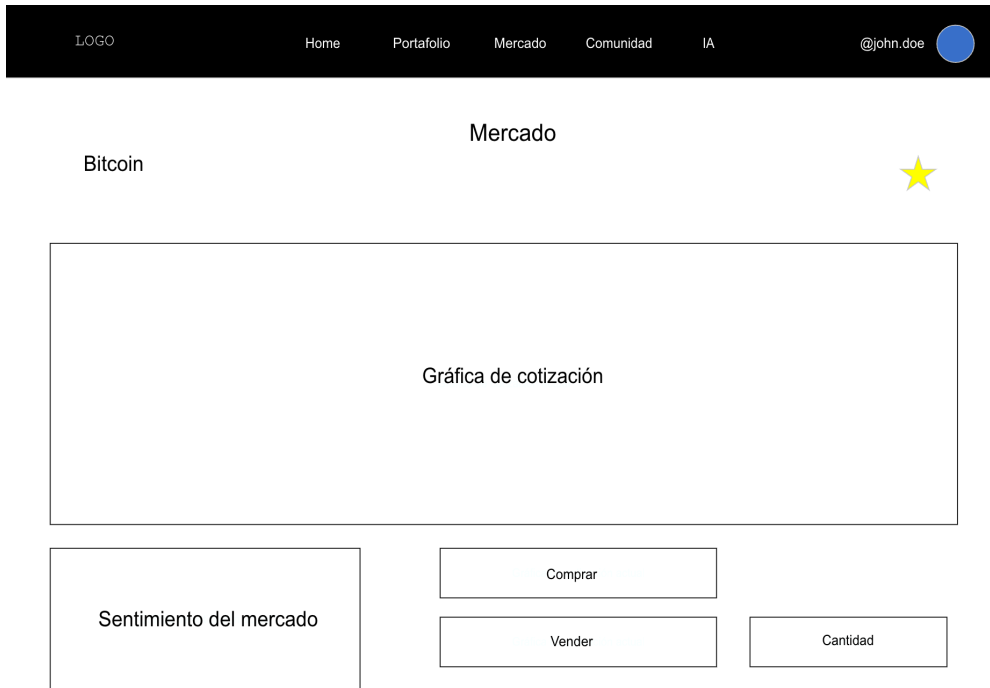 LOGO
Home Portafolio Mercado Comunidad IA @john.doe
Mercado
Bitcoin
Gráfica de cotización
Comprar
Sentimiento del mercado
Vender
Cantidad